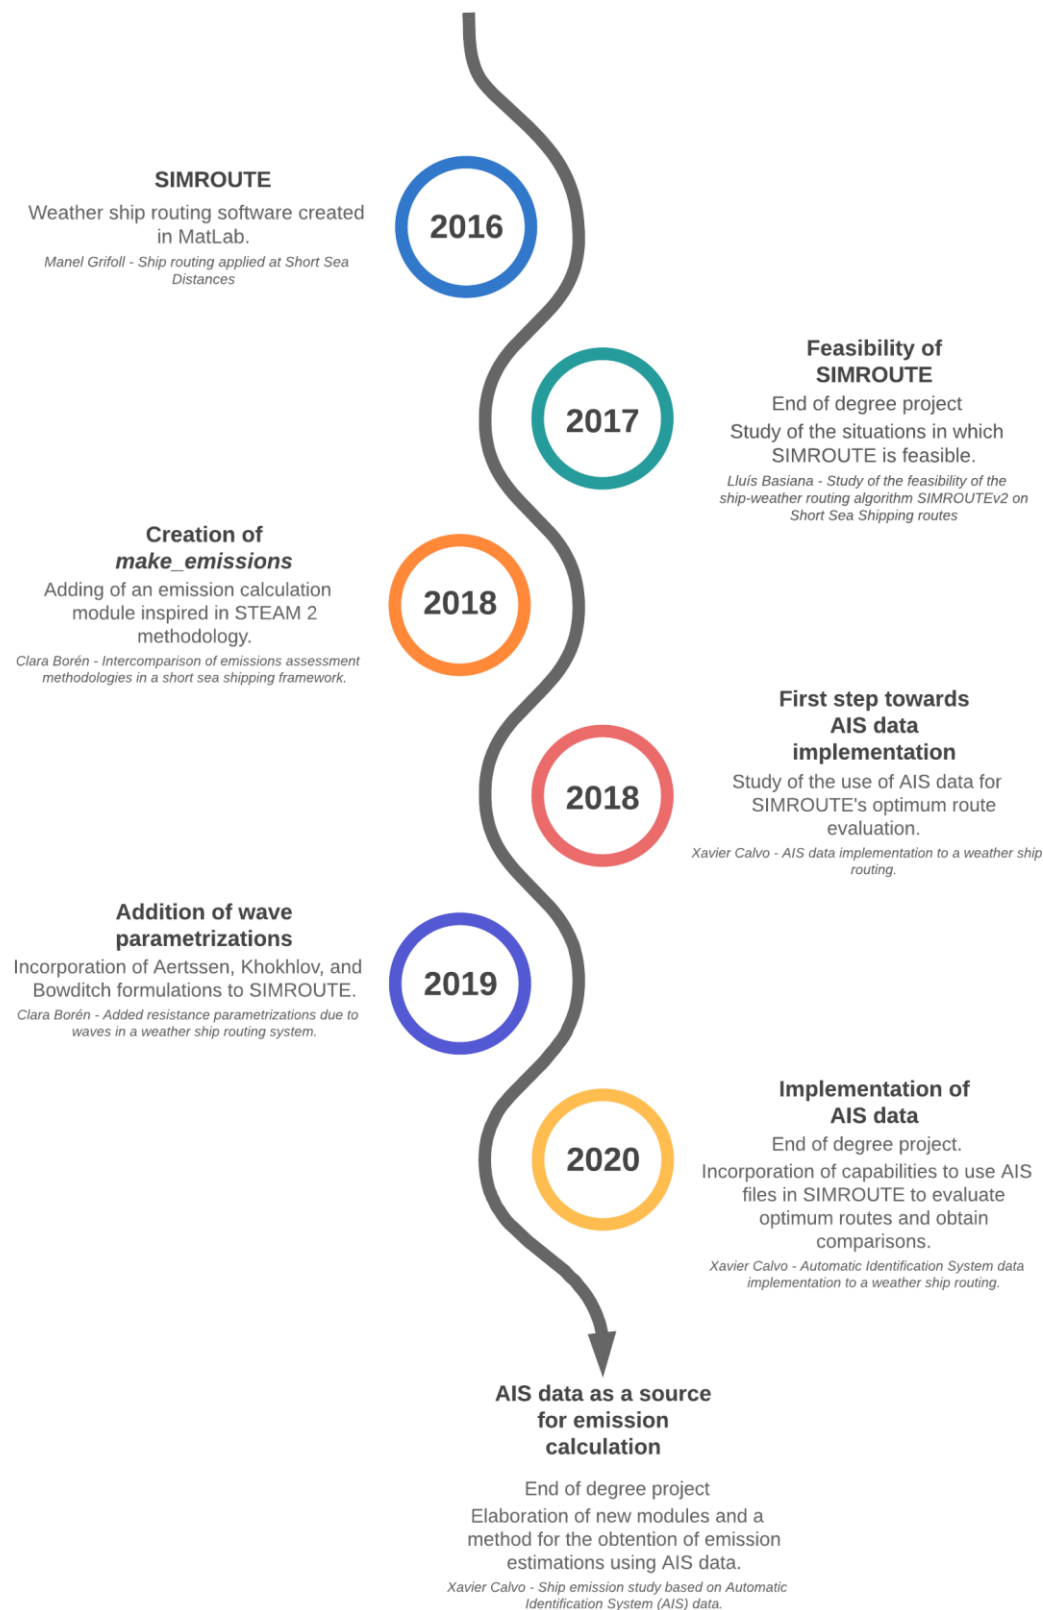 SIMROUTE
Weather ship routing software created
in MatLab.
Manel Grifoll - Ship routing applied at Short Sea
Distances
2016
Feasibility of
SIMROUTE
End of degree project
Study of the situations in which
SIMROUTE is feasible.
Lluís Basiana - Study of the feasibility of the
ship-weather routing algorithm SIMROUTEv2 on
Short Sea Shipping routes
2017
Creation of
make_emissions
Adding of an emission calculation
module inspired in STEAM 2
methodology.
Clara Borén - Intercomparison of emissions assessment
methodologies in a short sea shipping framework.
2018
First step towards
AIS data
implementation
Study of the use of AIS data for
SIMROUTE's optimum route
evaluation.
Xavier Calvo - AIS data implementation to a weather ship
routing.
2018
Addition of wave
parametrizations
Incorporation of Aertssen, Khokhlov, and
Bowditch formulations to SIMROUTE.
Clara Borén - Added resistance parametrizations due to
waves in a weather ship routing system.
2019
Implementation of
AIS data
End of degree project.
Incorporation of capabilities to use AIS
files in SIMROUTE to evaluate
optimum routes and obtain
comparisons.
Xavier Calvo - Automatic Identification System data
implementation to a weather ship routing.
2020
AIS data as a source
for emission
calculation
End of degree project
Elaboration of new modules and a
method for the obtention of emission
estimations using AIS data.
Xavier Calvo - Ship emission study based on Automatic
Identification System (AIS) data.